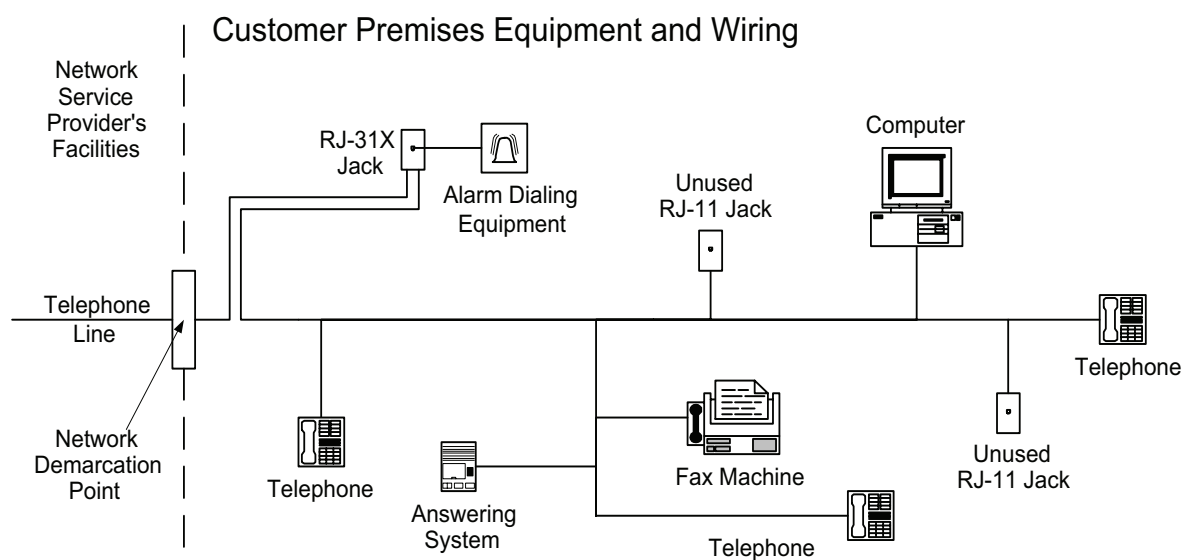 Customer Premises Equipment and Wiring
Network
Service
Provider's
Facilities
RJ-31X
Jack
Alarm Dialing
Equipment
Unused
RJ-11 Jack
Computer
Telephone
Line
Telephone
Network
Demarcation
Point
Telephone
Answering
System
Fax Machine
Telephone
Unused
RJ-11 Jack